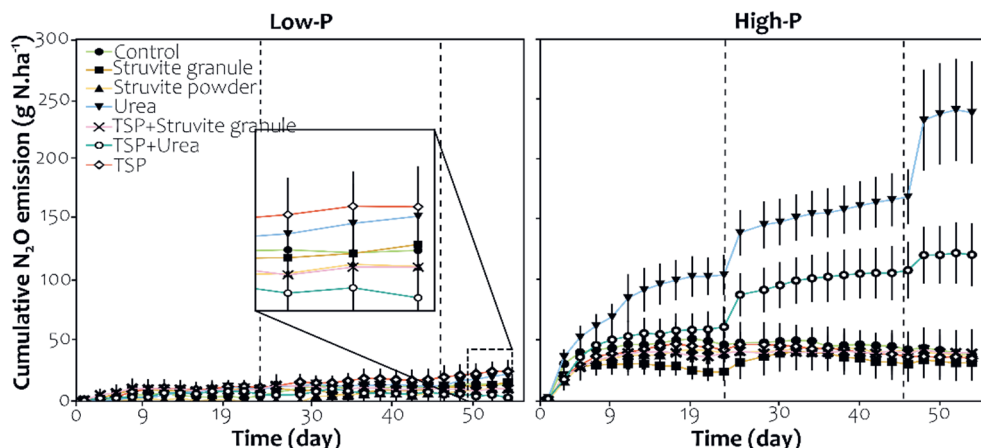 Low-P
High-P
Cumulative N₂O emission (g N.ha⁻¹)
300
250
200
150
100
50
0
Control
Struvite granule
Struvite powder
Urea
TSP+Struvite granule
TSP+Urea
TSP
0 9 19 30 40 50
0 9 19 30 40 50
Time (day)
Time (day)